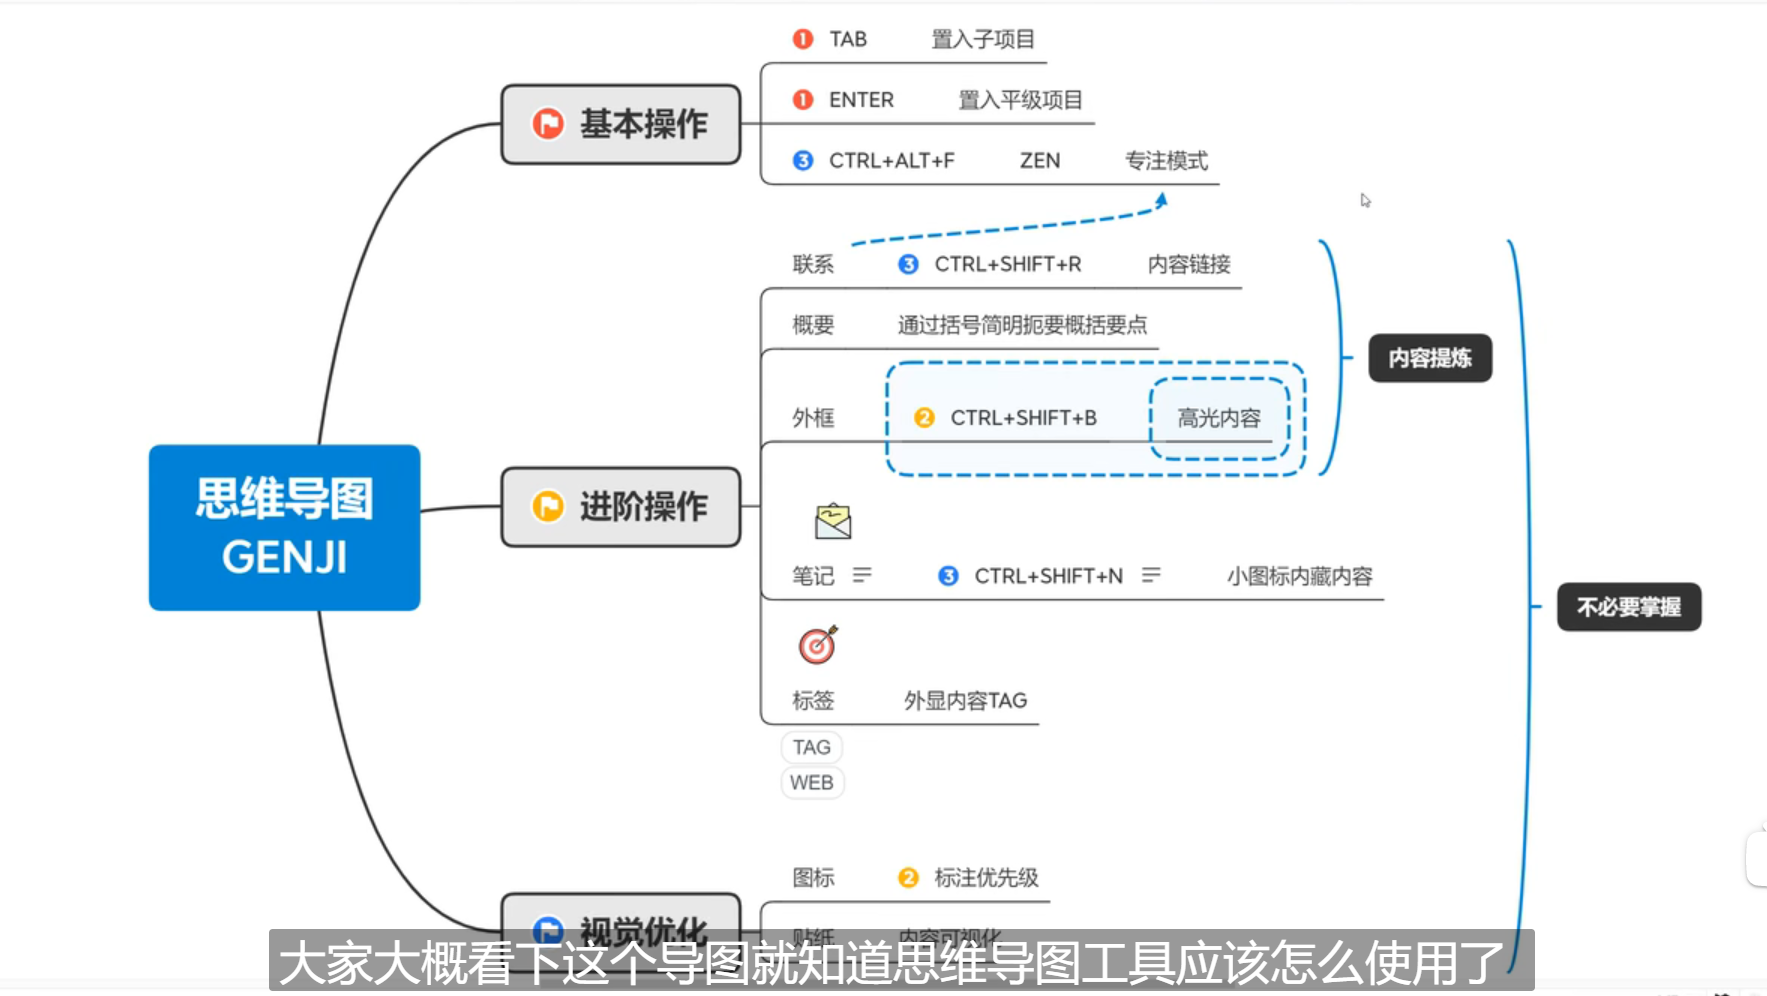 思维导图
GENJI
基本操作
1 TAB 置入子项目
1 ENTER 置入平级项目
3 CTRL+ALT+F ZEN 专注模式
进阶操作
联系 3 CTRL+SHIFT+R 内容链接
概要 通过括号简明扼要概括要点
外框 2 CTRL+SHIFT+B 高光内容
笔记 3 CTRL+SHIFT+N 小图标内藏内容
标签 外显内容TAG
TAG
WEB
内容提炼
不必要掌握
视觉优化
图标 2 标注优先级
贴纸 内容可视化
大家大概看下这个导图就知道思维导图工具应该怎么使用了